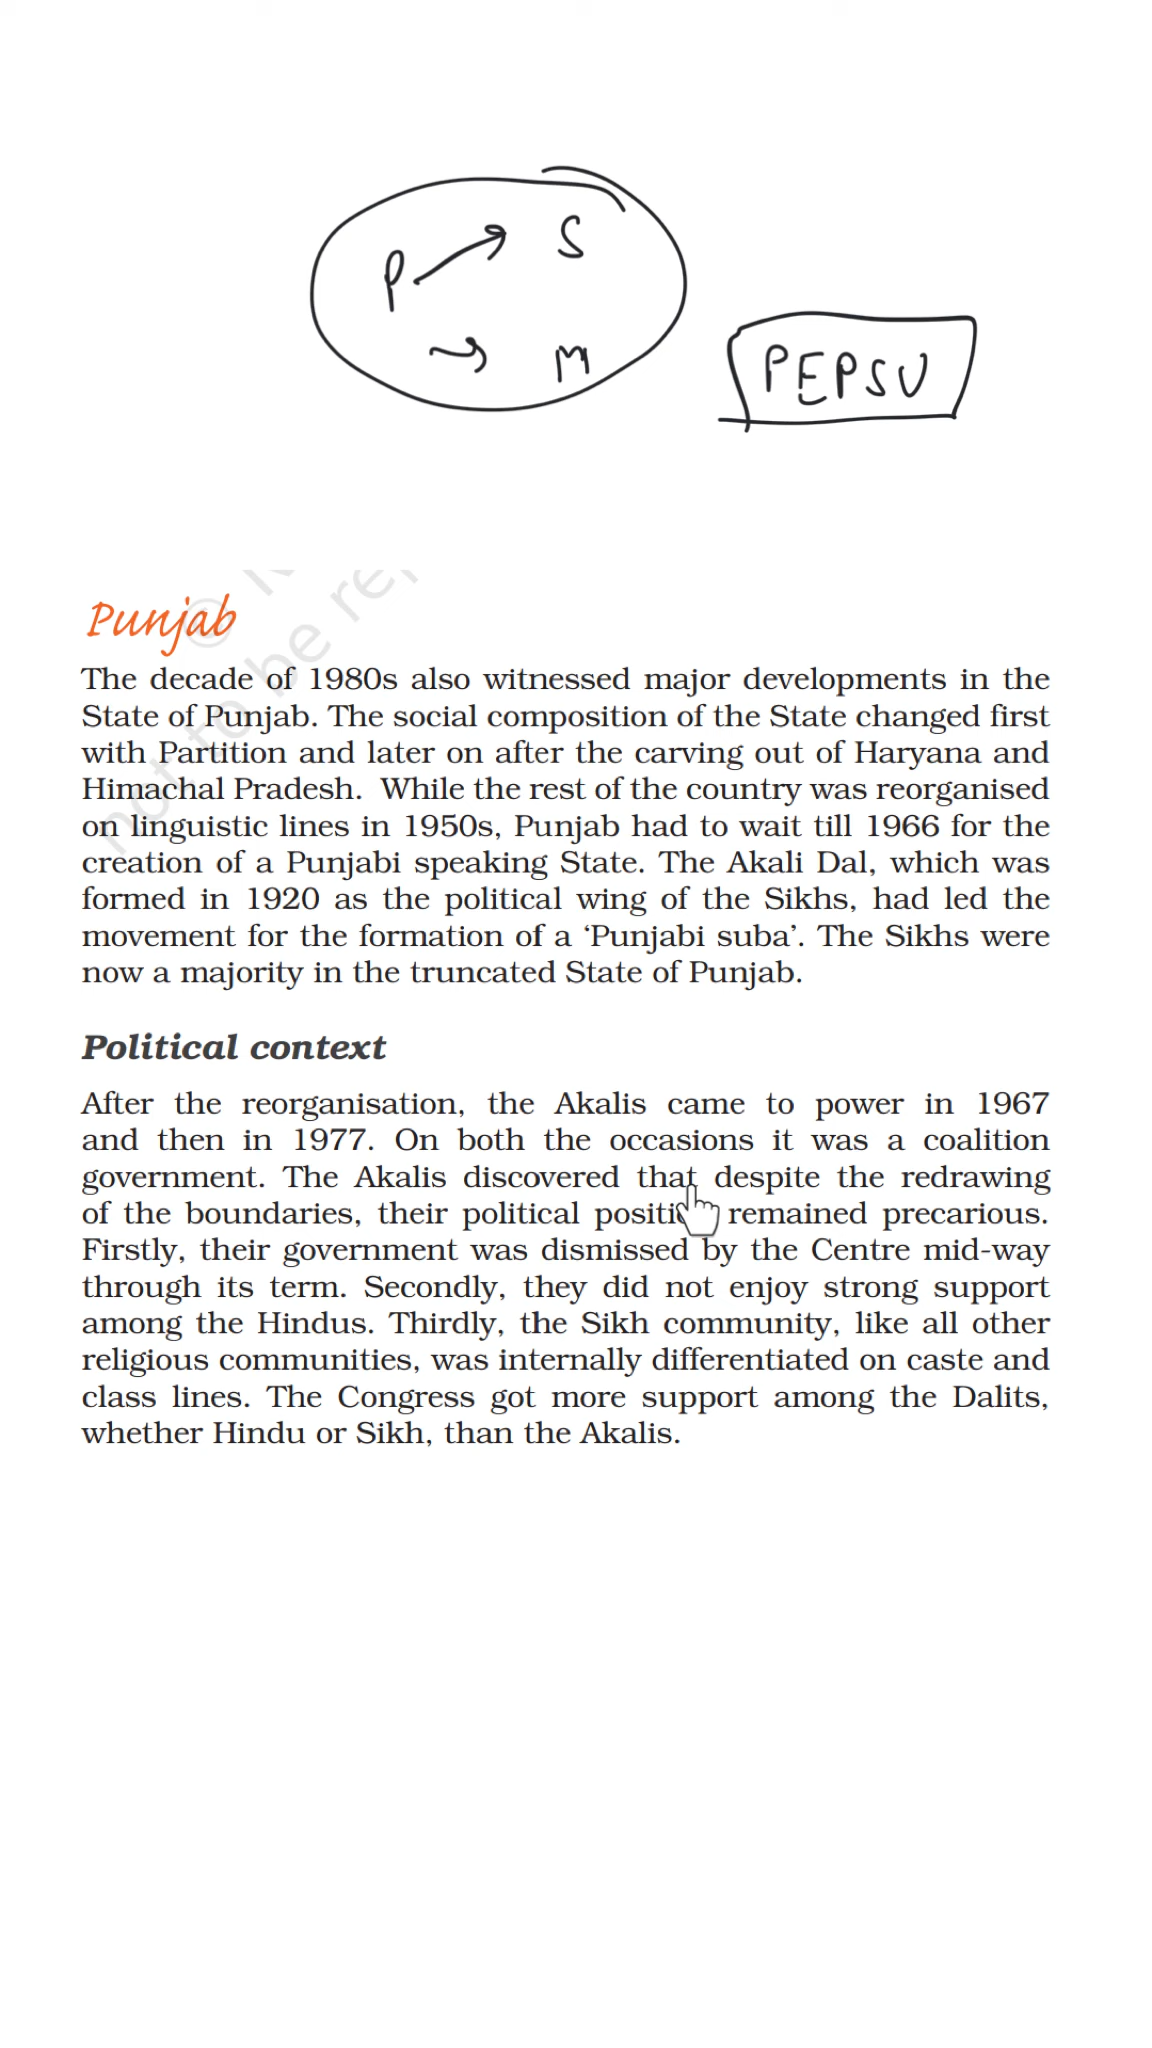 P S
M
PEPSU
©
not to be re
Punjab
The decade of 1980s also witnessed major developments in the
State of Punjab. The social composition of the State changed first
with Partition and later on after the carving out of Haryana and
Himachal Pradesh. While the rest of the country was reorganised
on linguistic lines in 1950s, Punjab had to wait till 1966 for the
creation of a Punjabi speaking State. The Akali Dal, which was
formed in 1920 as the political wing of the Sikhs, had led the
movement for the formation of a ‘Punjabi suba’. The Sikhs were
now a majority in the truncated State of Punjab.
Political context
After the reorganisation, the Akalis came to power in 1967
and then in 1977. On both the occasions it was a coalition
government. The Akalis discovered that despite the redrawing
of the boundaries, their political position remained precarious.
Firstly, their government was dismissed by the Centre mid-way
through its term. Secondly, they did not enjoy strong support
among the Hindus. Thirdly, the Sikh community, like all other
religious communities, was internally differentiated on caste and
class lines. The Congress got more support among the Dalits,
whether Hindu or Sikh, than the Akalis.